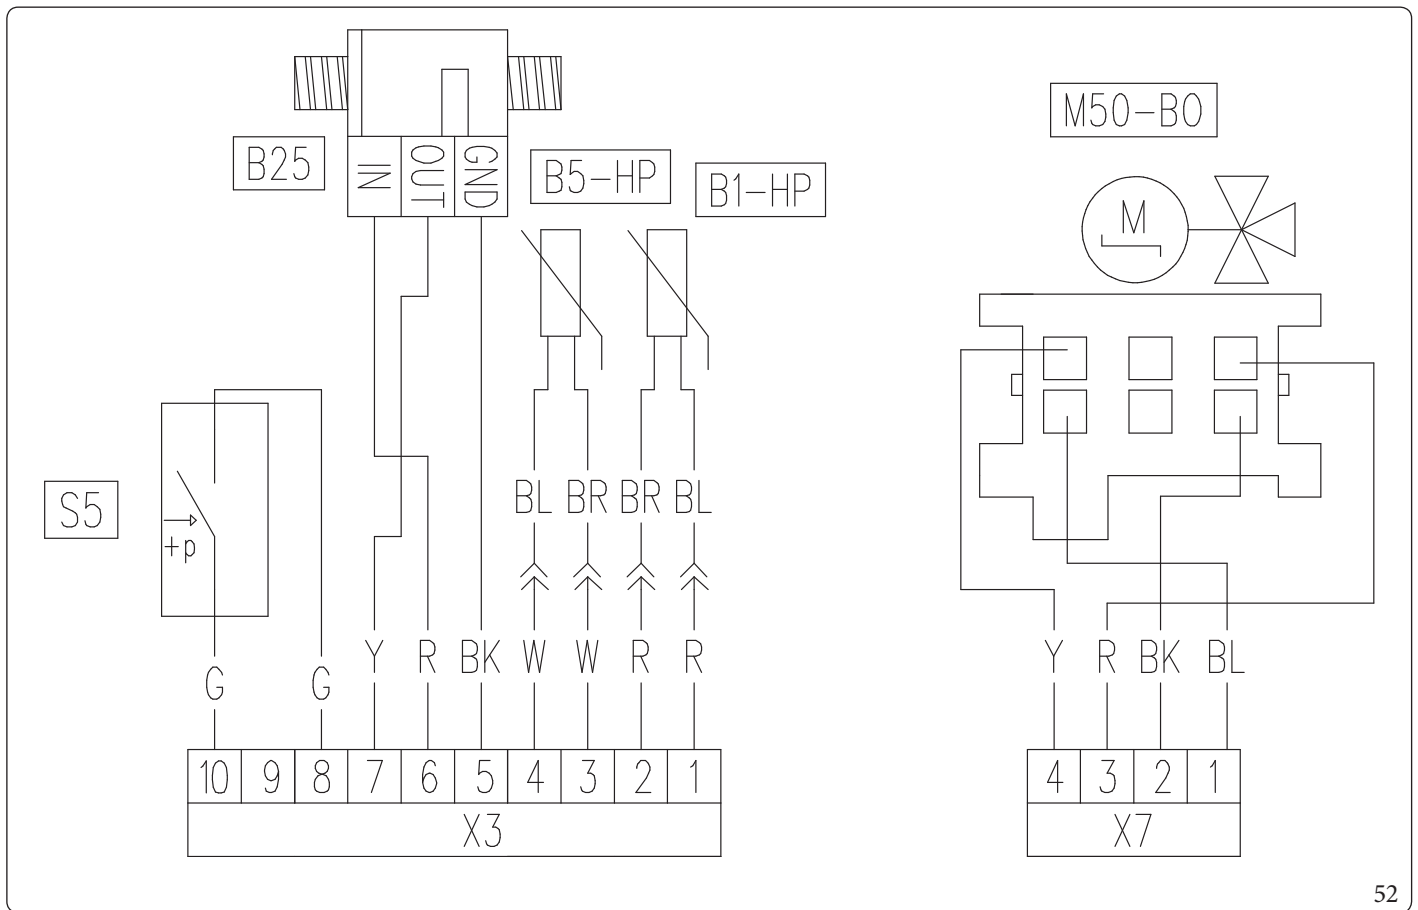 M50-B0
B25
IN
OUT
GND
B5-HP
B1-HP
M
S5
+p
BL BR BR BL
Y R BK W W R R
G G
Y R BK BL
10 9 8 7 6 5 4 3 2 1
X3
4 3 2 1
X7
52